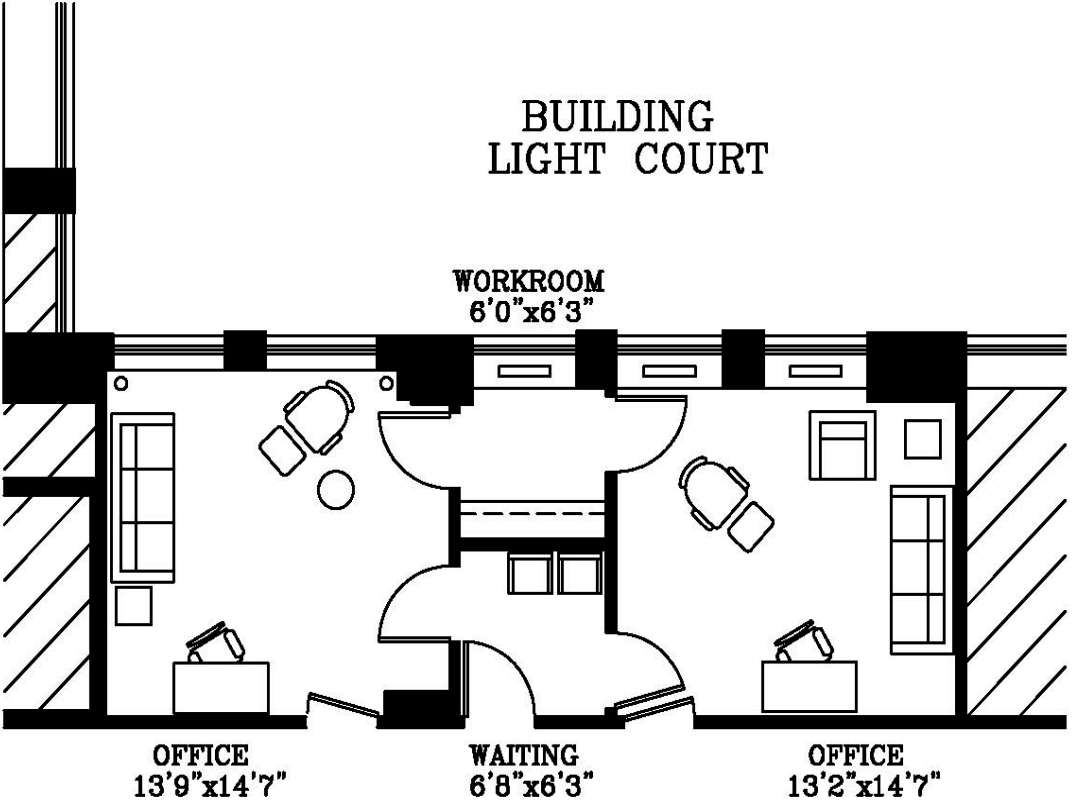 BUILDING
LIGHT COURT
WORKROOM
6'0"x6'3"
OFFICE
13'9"x14'7"
WAITING
6'8"x6'3"
OFFICE
13'2"x14'7"